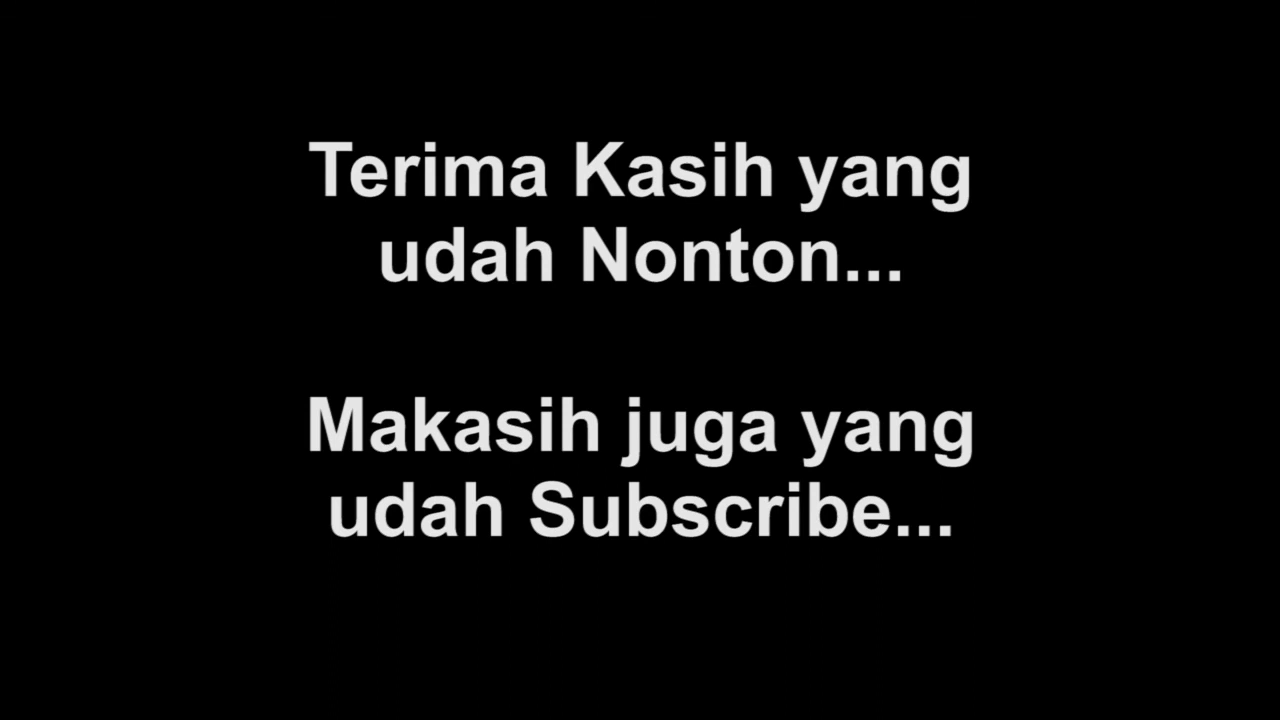 Terima Kasih yang
udah Nonton...
Makasih juga yang
udah Subscribe...